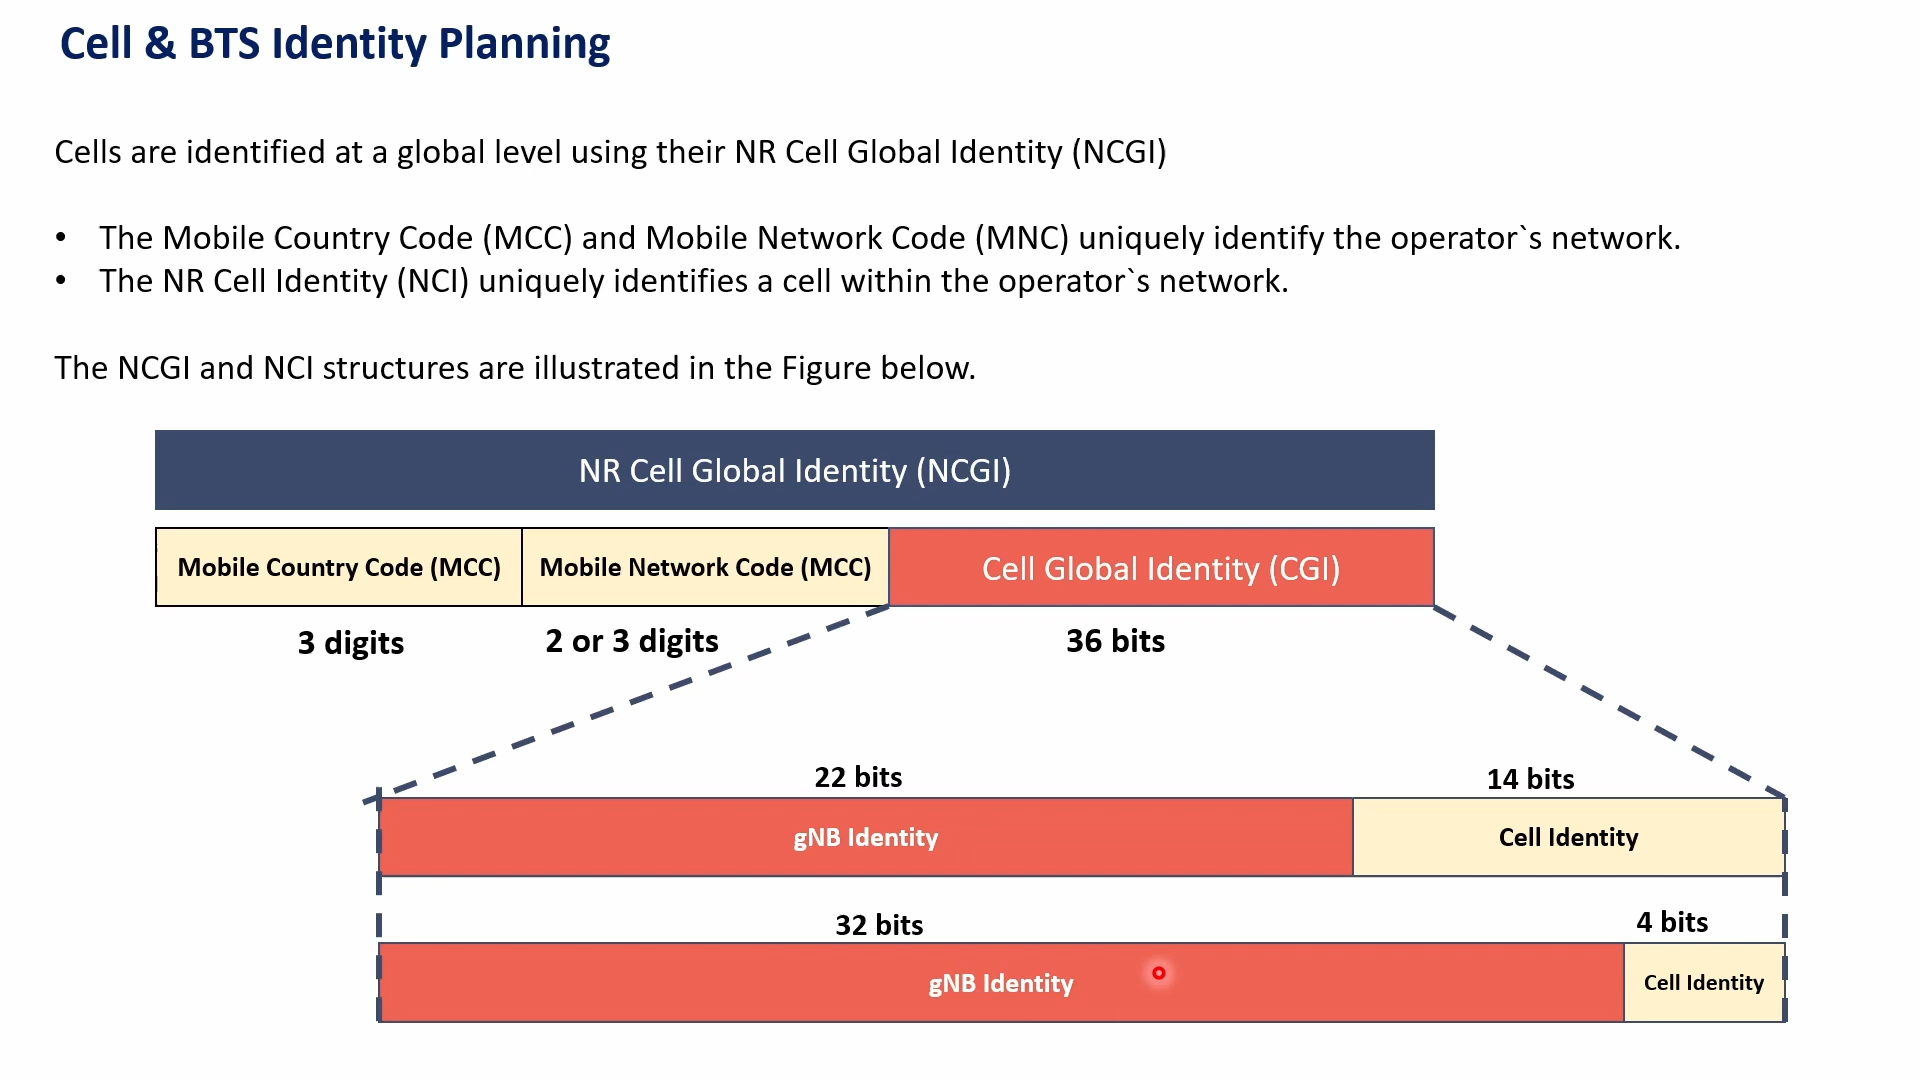 Cell & BTS Identity Planning
Cells are identified at a global level using their NR Cell Global Identity (NCGI)
• The Mobile Country Code (MCC) and Mobile Network Code (MNC) uniquely identify the operator`s network.
• The NR Cell Identity (NCI) uniquely identifies a cell within the operator`s network.
The NCGI and NCI structures are illustrated in the Figure below.
NR Cell Global Identity (NCGI)
Mobile Country Code (MCC) Mobile Network Code (MCC) Cell Global Identity (CGI)
3 digits 2 or 3 digits 36 bits
22 bits 14 bits
gNB Identity Cell Identity
32 bits 4 bits
gNB Identity Cell Identity